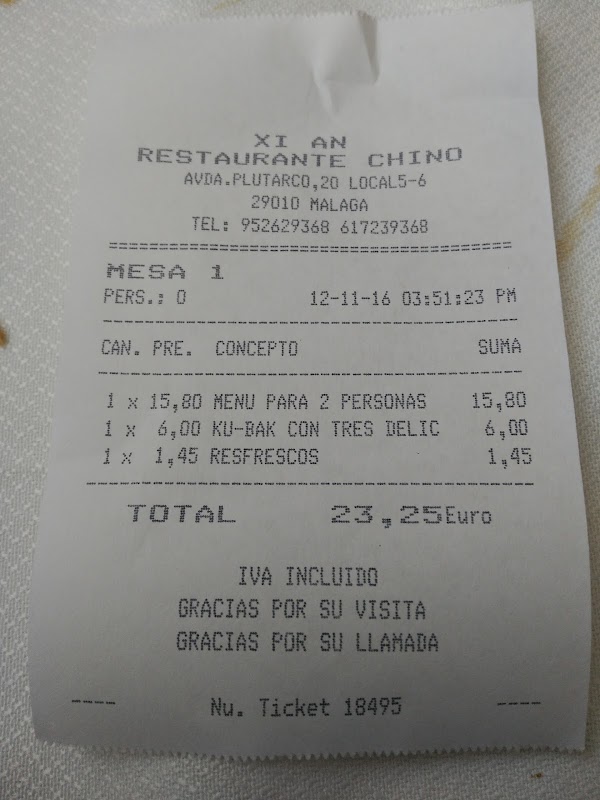 XI AN
RESTAURANTE CHINO
AVDA.PLUTARCO,20 LOCAL5-6
29010 MALAGA
TEL: 952629368 617239368
========================================
MESA 1
PERS.: 0 12-11-16 03:51:23 PM
----------------------------------------
CAN. PRE. CONCEPTO SUMA
----------------------------------------
1 x 15,80 MENU PARA 2 PERSONAS 15,80
1 x 6,00 KU-BAK CON TRES DELIC 6,00
1 x 1,45 RESFRESCOS 1,45
----------------------------------------
TOTAL 23,25Euro
IVA INCLUIDO
GRACIAS POR SU VISITA
GRACIAS POR SU LLAMADA
---- Nu. Ticket 18495 ----